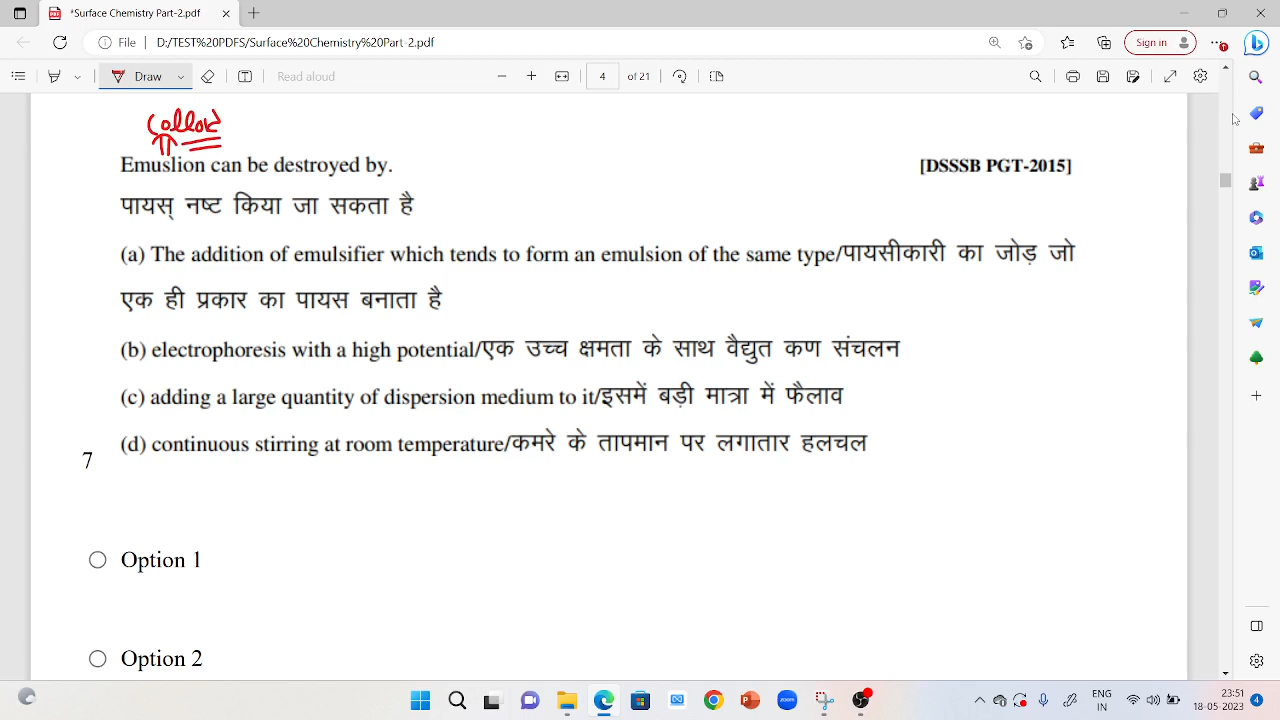 *Surface Chemistry Part-2.pdf
File | D:/TEST%20PDFS/Surface%20Chemistry%20Part-2.pdf
Sign in
Draw
Read aloud
4 of 21
Emuslion can be destroyed by. [DSSSB PGT-2015]
पायस् नष्ट किया जा सकता है
(a) The addition of emulsifier which tends to form an emulsion of the same type/पायसीकारी का जोड़ जो
एक ही प्रकार का पायस बनाता है
(b) electrophoresis with a high potential/एक उच्च क्षमता के साथ वैद्युत कण संचलन
(c) adding a large quantity of dispersion medium to it/इसमें बड़ी मात्रा में फैलाव
(d) continuous stirring at room temperature/कमरे के तापमान पर लगातार हलचल
7
Option 1
Option 2
ENG
IN
23:51
18-05-2023
4